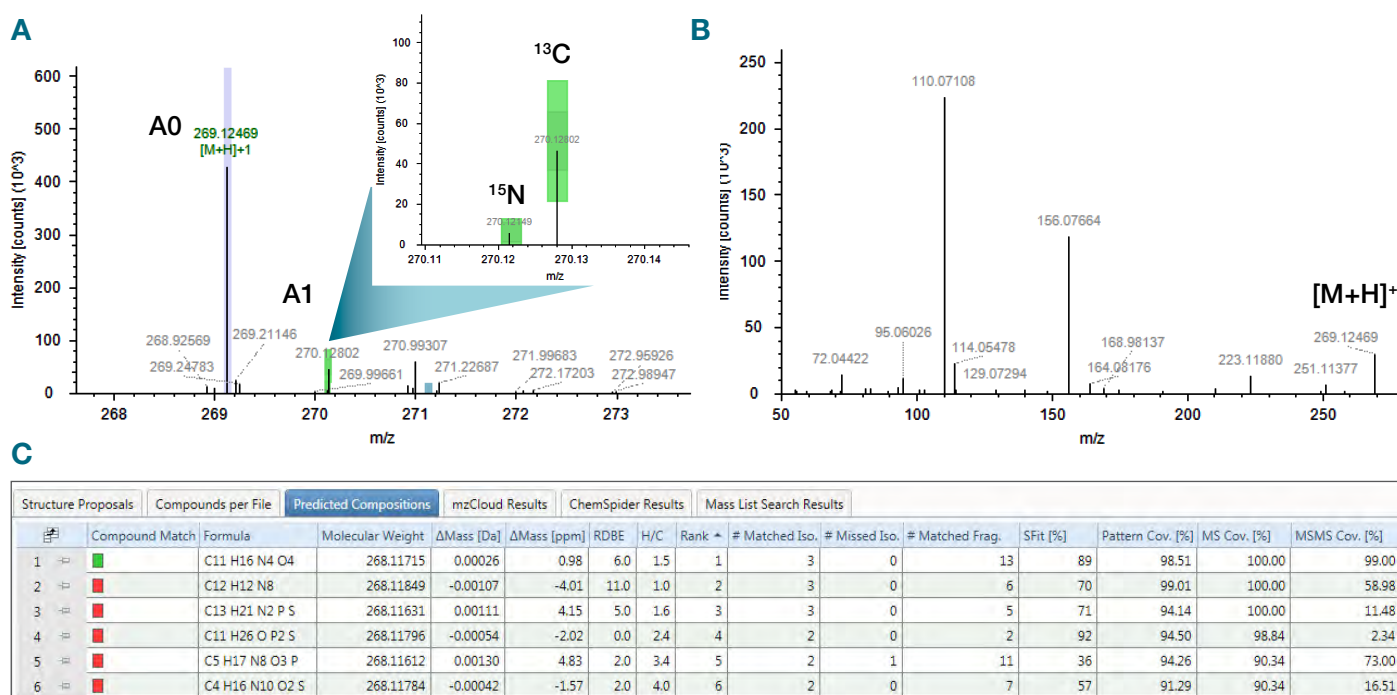 A
Intensity [counts] (10^3)
600
500
400
300
200
100
0
268
269
270
271
272
273
m/z
A0
269.12469
[M+H]+1
A1
268.92569
269.24783
269.21146
270.12802
269.99661
270.99307
271.22687
271.99683
272.17203
272.95926
272.98947
Intensity [counts] (10^3)
100
80
60
40
20
0
270.11
270.12
270.13
270.14
m/z
¹³C
270.12802
¹⁵N
270.12149
B
Intensity [counts] (10^3)
250
200
150
100
50
0
50
100
150
200
250
m/z
110.07108
156.07664
[M+H]⁺
269.12469
95.06026
72.04422
114.05478
129.07294
168.98137
164.08176
223.11880
251.11377
C
Structure Proposals Compounds per File Predicted Compositions mzCloud Results ChemSpider Results Mass List Search Results
Compound Match Formula Molecular Weight ΔMass [Da] ΔMass [ppm] RDBE H/C Rank # Matched Iso. # Missed Iso. # Matched Frag. SFit [%] Pattern Cov. [%] MS Cov. [%] MSMS Cov. [%]
1 C11 H16 N4 O4 268.11715 0.00026 0.98 6.0 1.5 1 3 0 13 89 98.51 100.00 99.00
2 C12 H12 N8 268.11849 -0.00107 -4.01 11.0 1.0 2 3 0 6 70 99.01 100.00 58.98
3 C13 H21 N2 P S 268.11631 0.00111 4.15 5.0 1.6 3 3 0 5 71 94.14 100.00 11.48
4 C11 H26 O P2 S 268.11796 -0.00054 -2.02 0.0 2.4 4 2 0 2 92 94.50 98.84 2.34
5 C5 H17 N8 O3 P 268.11612 0.00130 4.83 2.0 3.4 5 2 1 11 36 94.26 90.34 73.00
6 C4 H16 N10 O2 S 268.11784 -0.00042 -1.57 2.0 4.0 6 2 0 7 57 91.29 90.34 16.51